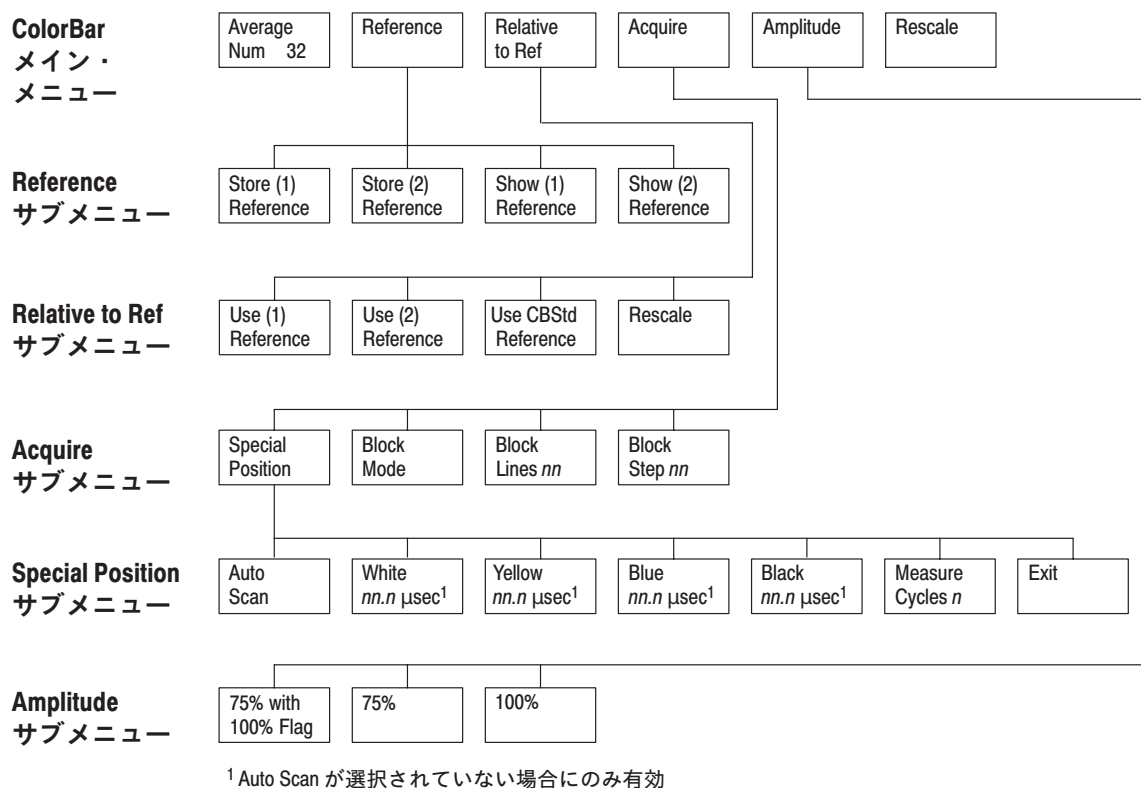 ColorBar
メイン・
メニュー
Average
Num 32
Reference
Relative
to Ref
Acquire
Amplitude
Rescale
Reference
サブメニュー
Store (1)
Reference
Store (2)
Reference
Show (1)
Reference
Show (2)
Reference
Relative to Ref
サブメニュー
Use (1)
Reference
Use (2)
Reference
Use CBStd
Reference
Rescale
Acquire
サブメニュー
Special
Position
Block
Mode
Block
Lines nn
Block
Step nn
Special Position
サブメニュー
Auto
Scan
White
nn.n μsec¹
Yellow
nn.n μsec¹
Blue
nn.n μsec¹
Black
nn.n μsec¹
Measure
Cycles n
Exit
Amplitude
サブメニュー
75% with
100% Flag
75%
100%
¹ Auto Scan が選択されていない場合にのみ有効